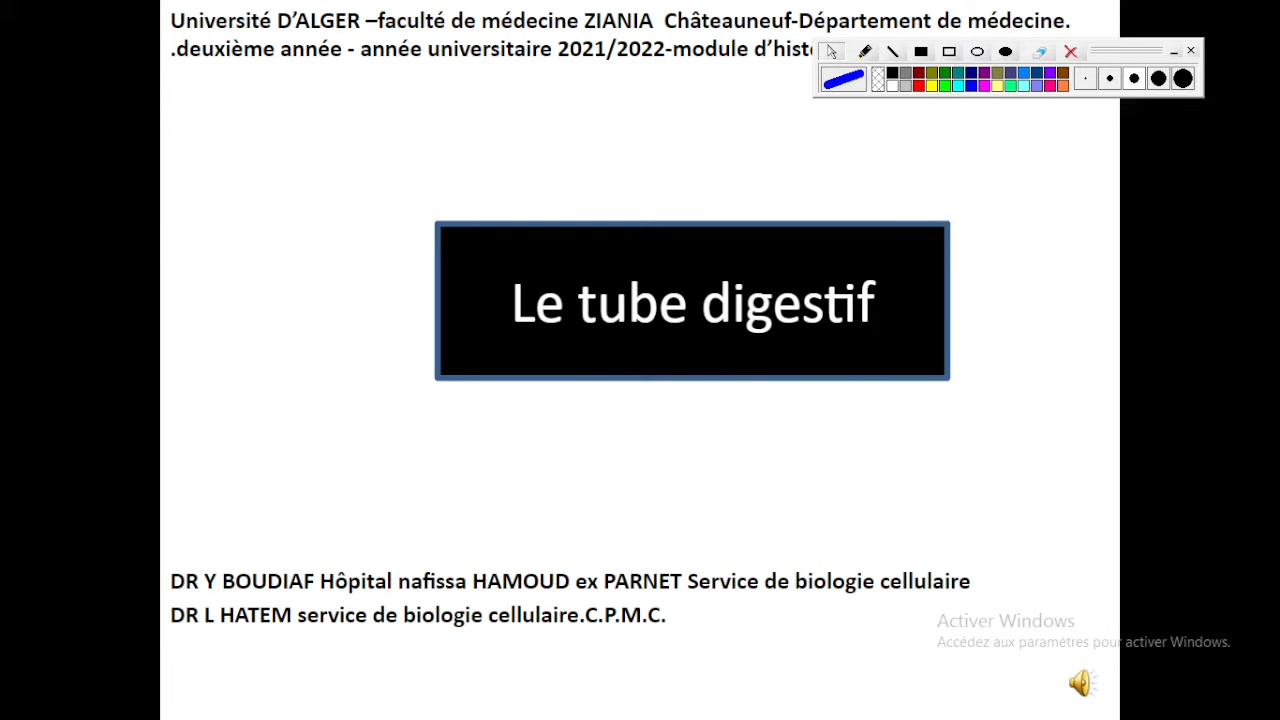 Université D’ALGER –faculté de médecine ZIANIA Châteauneuf-Département de médecine.
.deuxième année - année universitaire 2021/2022-module d’histo
Le tube digestif
DR Y BOUDIAF Hôpital nafissa HAMOUD ex PARNET Service de biologie cellulaire
DR L HATEM service de biologie cellulaire.C.P.M.C.
Activer Windows
Accédez aux paramètres pour activer Windows.